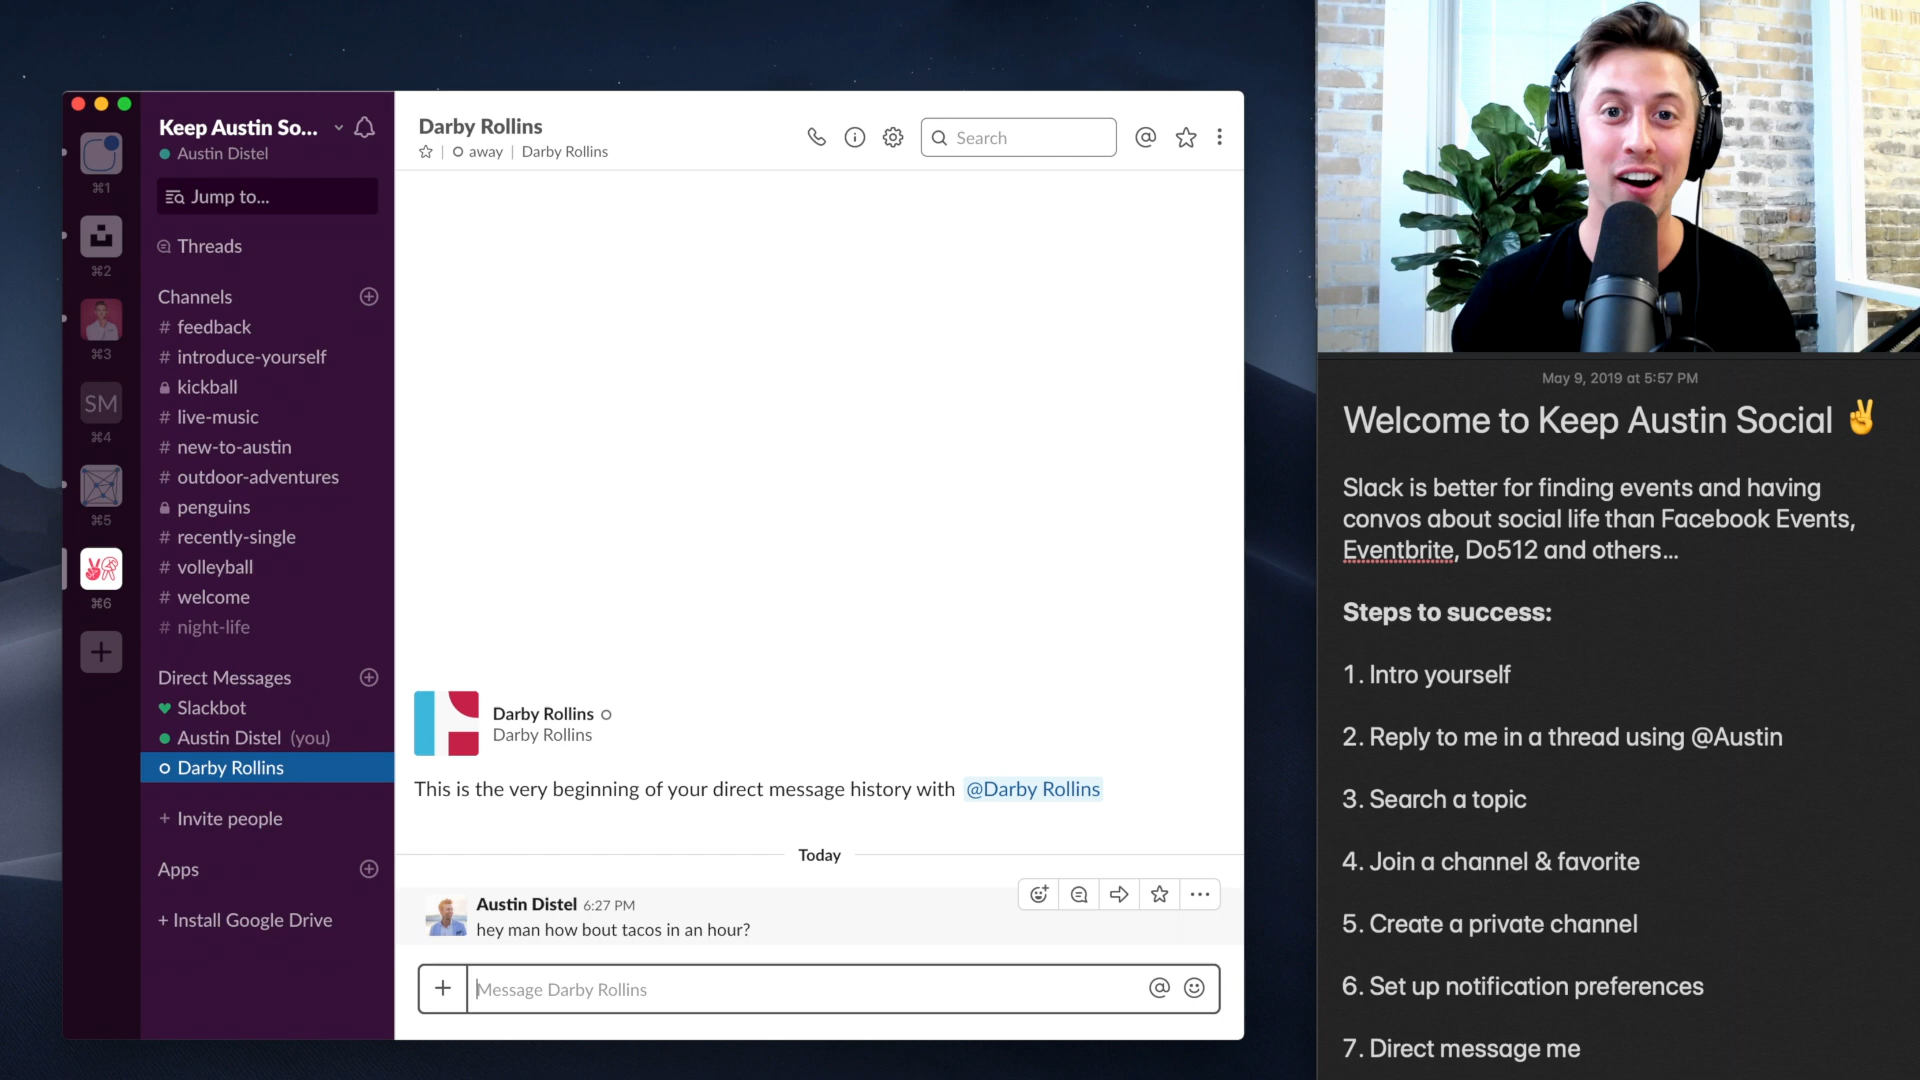 ⌘1
⌘2
⌘3
SM
⌘4
⌘5
⌘6
Keep Austin So...
Austin Distel
Jump to...
Threads
Channels
# feedback
# introduce-yourself
kickball
# live-music
# new-to-austin
# outdoor-adventures
penguins
# recently-single
# volleyball
# welcome
# night-life
Direct Messages
Slackbot
Austin Distel (you)
Darby Rollins
+ Invite people
Apps
+ Install Google Drive
Darby Rollins
away | Darby Rollins
Search
Darby Rollins
Darby Rollins
This is the very beginning of your direct message history with @Darby Rollins
Today
Austin Distel 6:27 PM
hey man how bout tacos in an hour?
Message Darby Rollins
May 9, 2019 at 5:57 PM
Welcome to Keep Austin Social ✌️
Slack is better for finding events and having
convos about social life than Facebook Events,
Eventbrite, Do512 and others...
Steps to success:
1. Intro yourself
2. Reply to me in a thread using @Austin
3. Search a topic
4. Join a channel & favorite
5. Create a private channel
6. Set up notification preferences
7. Direct message me